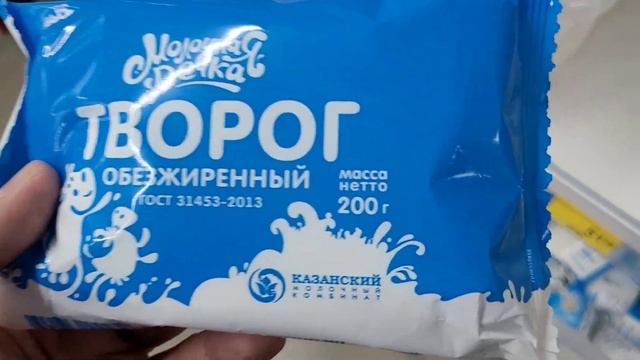 Молочная
Речка
ТВОРОГ
ОБЕЗЖИРЕННЫЙ
ГОСТ 31453-2013
масса
нетто
200 г
КАЗАНСКИЙ
МОЛОЧНЫЙ
КОМБИНАТ